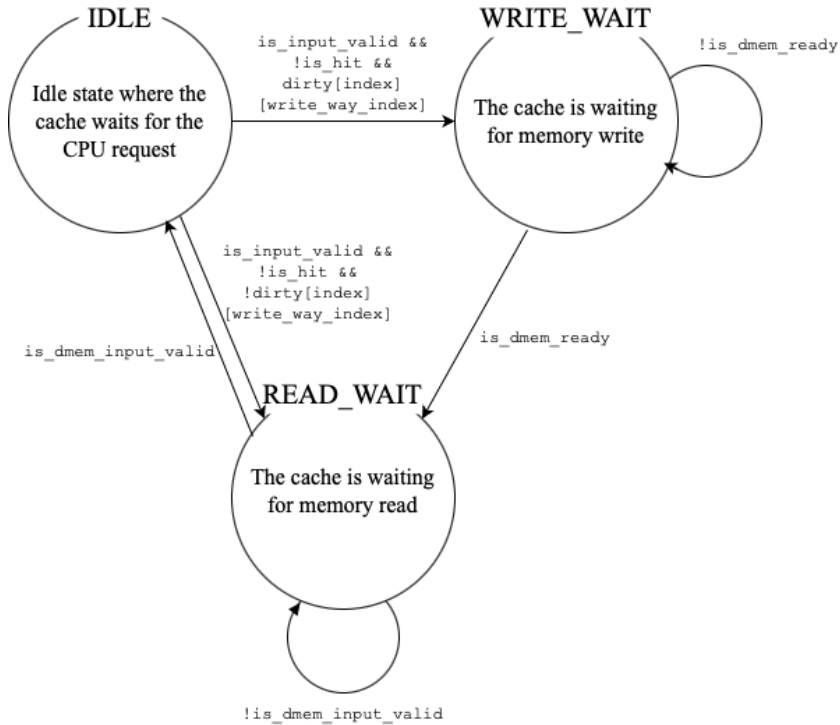 IDLE
Idle state where the
cache waits for the
CPU request
is_input_valid &&
!is_hit &&
dirty[index]
[write_way_index]
WRITE_WAIT
The cache is waiting
for memory write
!is_dmem_ready
is_input_valid &&
!is_hit &&
!dirty[index]
[write_way_index]
is_dmem_input_valid
is_dmem_ready
READ_WAIT
The cache is waiting
for memory read
!is_dmem_input_valid